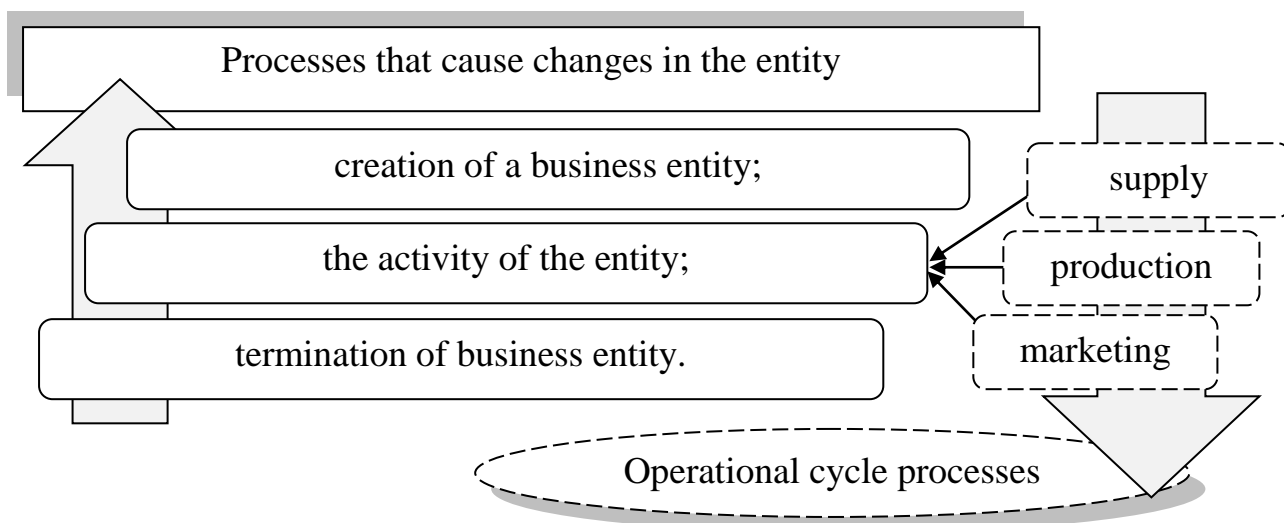 Processes that cause changes in the entity
creation of a business entity;
supply
the activity of the entity;
production
termination of business entity.
marketing
Operational cycle processes